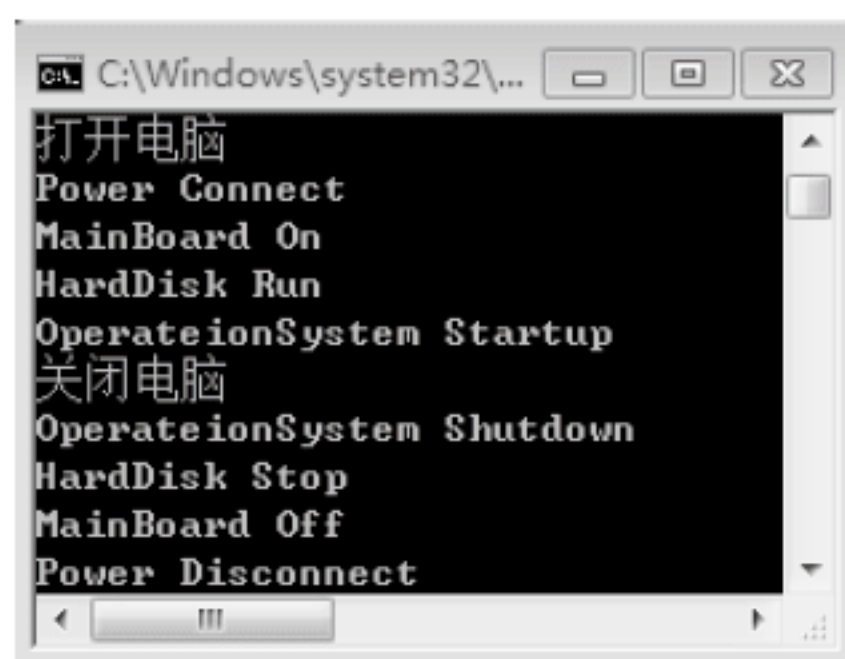 C:\Windows\system32\...
打开电脑
Power Connect
MainBoard On
HardDisk Run
OperateionSystem Startup
关闭电脑
OperateionSystem Shutdown
HardDisk Stop
MainBoard Off
Power Disconnect